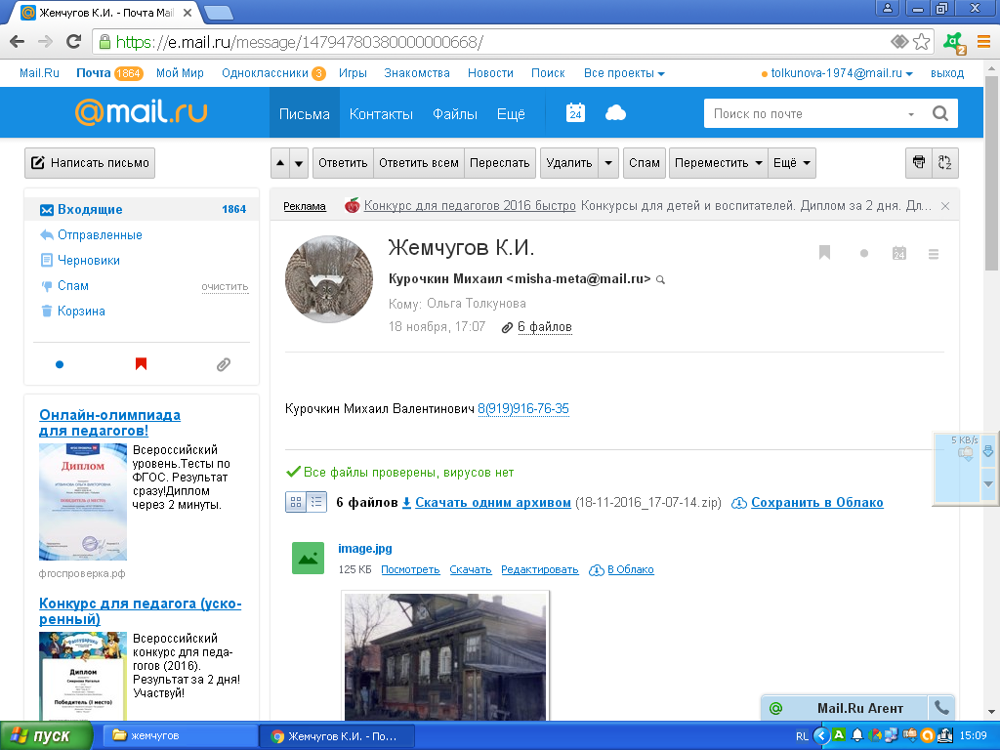 Жемчугов К.И. - Почта Mail
https://e.mail.ru/message/14794780380000000668/
2
Mail.Ru Почта 1864 Мой Мир Одноклассники 3 Игры Знакомства Новости Поиск Все проекты tolkunova-1974@mail.ru выход
@mail.ru Письма Контакты Файлы Ещё 24 Поиск по почте
Написать письмо Ответить Ответить всем Переслать Удалить Спам Переместить Ещё
Входящие 1864
Отправленные
Черновики
Спам очистить
Корзина
Реклама Конкурс для педагогов 2016 быстро Конкурсы для детей и воспитателей. Диплом за 2 дня. Дл...
Жемчугов К.И.
24
Курочкин Михаил <misha-meta@mail.ru>
Кому: Ольга Толкунова
18 ноября, 17:07 6 файлов
Курочкин Михаил Валентинович 8(919)916-76-35
Онлайн-олимпиада
для педагогов!
Диплом
Всероссийский
уровень.Тесты по
ФГОС. Результат
сразу!Диплом
через 2 минуты.
фгоспроверка.рф
Конкурс для педагога (уско-
ренный)
Диплом
Победитель (I место)
Всероссийский
конкурс для педа-
гогов (2016).
Результат за 2 дня!
Участвуй!
5 KB/s
Все файлы проверены, вирусов нет
6 файлов Скачать одним архивом (18-11-2016_17-07-14.zip) Сохранить в Облако
image.jpg
125 КБ Посмотреть Скачать Редактировать В Облако
Mail.Ru Агент
пуск жемчугов Жемчугов К.И. - По... RL 15:09